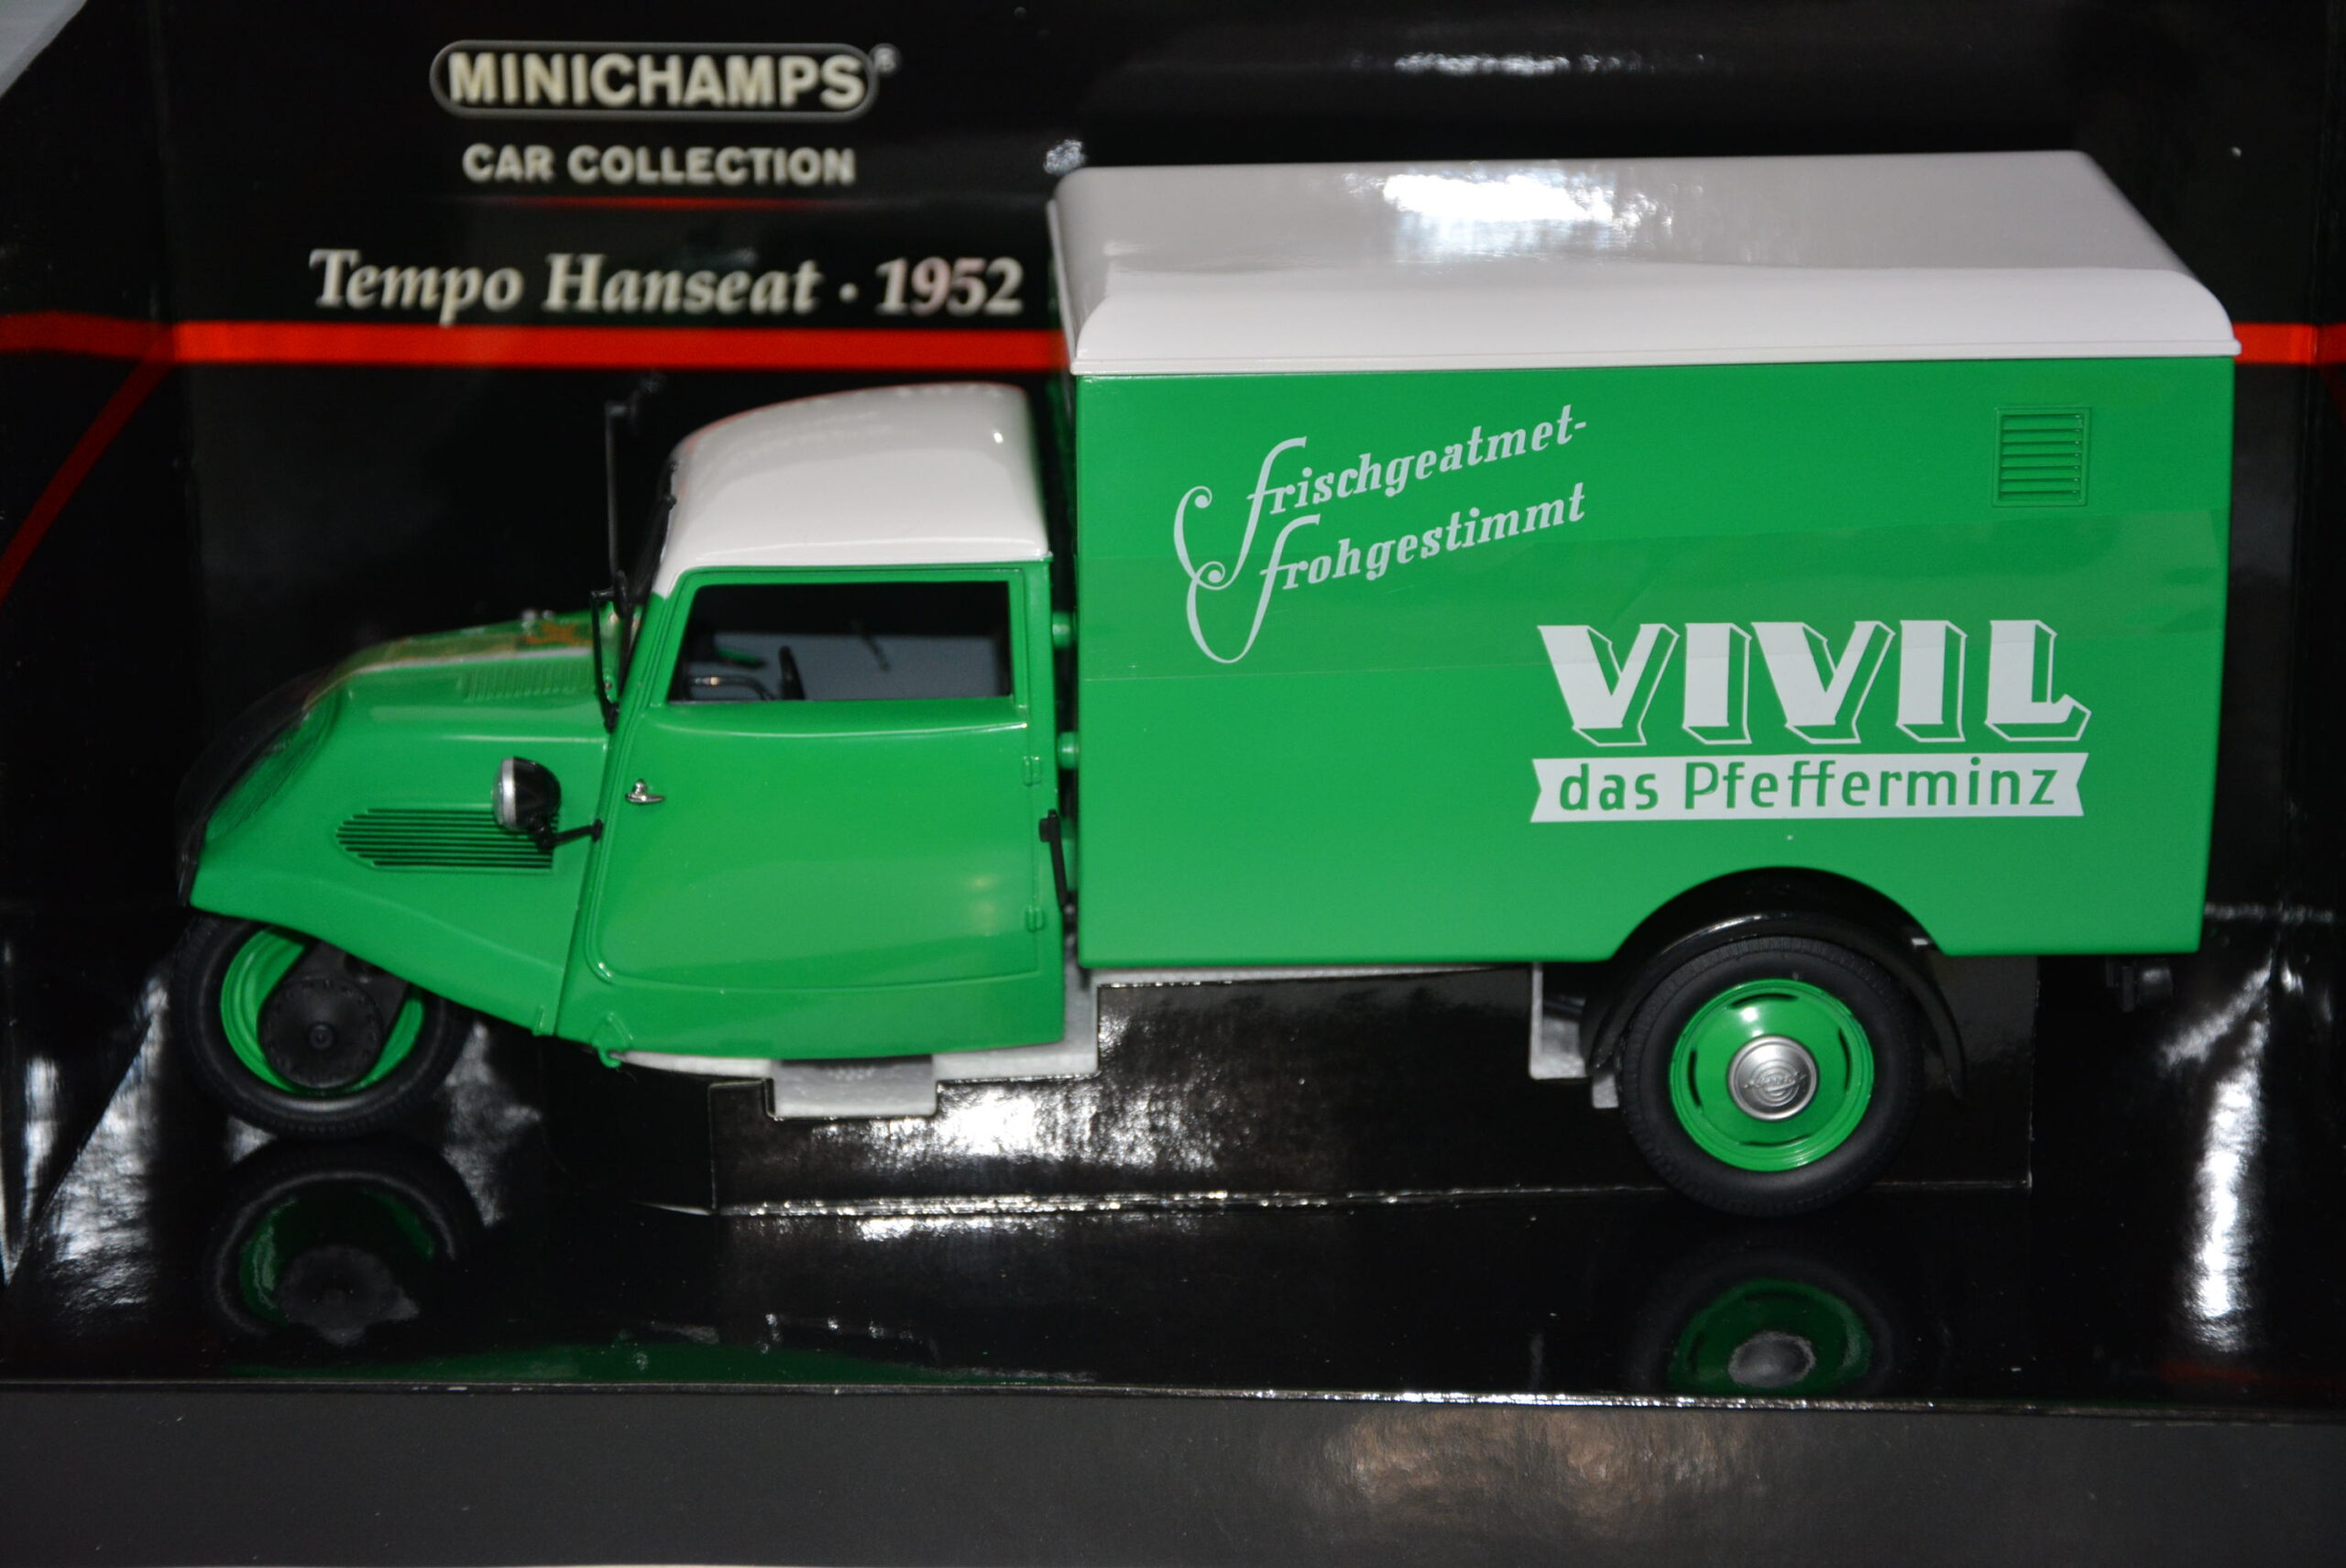 MINICHAMPS®
CAR COLLECTION
Tempo Hanseat · 1952
Frischgeatmet-
Frohgestimmt
VIVIL
das Pfefferminz